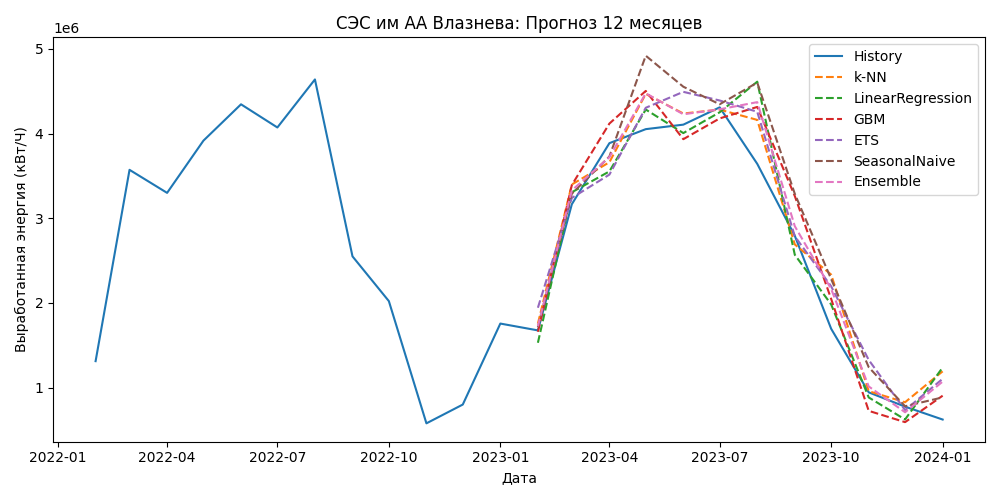 СЭС им АА Влазнева: Прогноз 12 месяцев
1e6
Выработанная энергия (кВт/Ч)
5
4
3
2
1
2022-01
2022-04
2022-07
2022-10
2023-01
2023-04
2023-07
2023-10
2024-01
Дата
History
k-NN
LinearRegression
GBM
ETS
SeasonalNaive
Ensemble